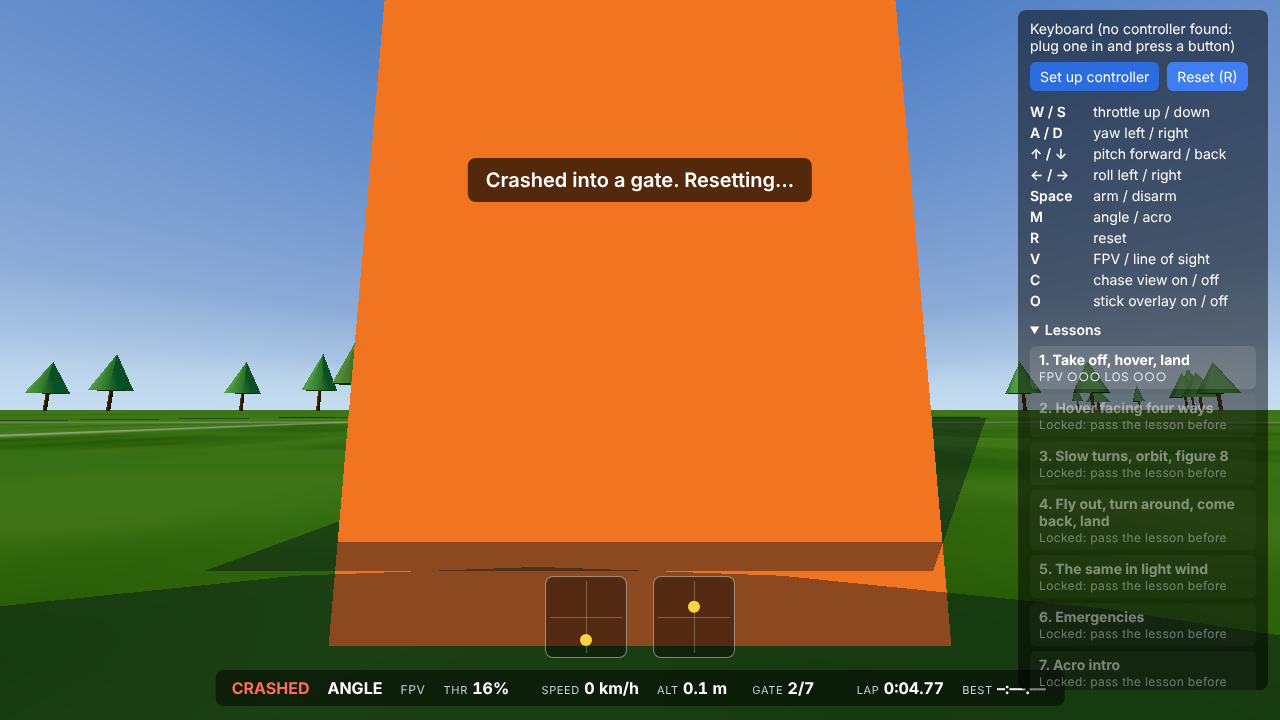 Keyboard (no controller found:
plug one in and press a button)
Set up controller
Reset (R)
W / S throttle up / down
A / D yaw left / right
↑ / ↓ pitch forward / back
← / → roll left / right
Space arm / disarm
M angle / acro
R reset
V FPV / line of sight
C chase view on / off
O stick overlay on / off
▼ Lessons
1. Take off, hover, land
FPV ○○○ LOS ○○○
2. Hover facing four ways
Locked: pass the lesson before
3. Slow turns, orbit, figure 8
Locked: pass the lesson before
4. Fly out, turn around, come
back, land
Locked: pass the lesson before
5. The same in light wind
Locked: pass the lesson before
6. Emergencies
Locked: pass the lesson before
7. Acro intro
Locked: pass the lesson before
Crashed into a gate. Resetting...
CRASHED ANGLE FPV THR 16% SPEED 0 km/h ALT 0.1 m GATE 2/7 LAP 0:04.77 BEST –:––.––